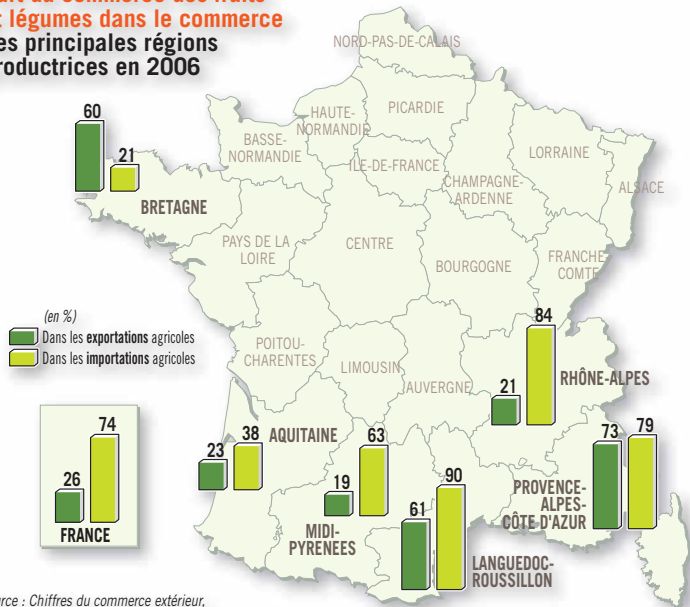 du commerce des fruits
légumes dans le commerce
principales régions
en 2006
NORD-PAS-DE-CALAIS
HAUTE-
NORMANDIE
PICARDIE
BASSE-
NORMANDIE
ILE-DE-FRANCE
CHAMPAGNE-
ARDENNE
LORRAINE
ALSACE
60
21
BRETAGNE
PAYS DE LA
LOIRE
CENTRE
BOURGOGNE
FRANCHE
COMTE
(en %)
Dans les exportations agricoles
Dans les importations agricoles
POITOU-
CHARENTES
LIMOUSIN
AUVERGNE
21
84
RHÔNE-ALPES
26
74
FRANCE
23
38
AQUITAINE
19
63
MIDI-
PYRENEES
61
90
LANGUEDOC-
ROUSSILLON
73
79
PROVENCE-
ALPES-
CÔTE D'AZUR
: Chiffres du commerce extérieur,